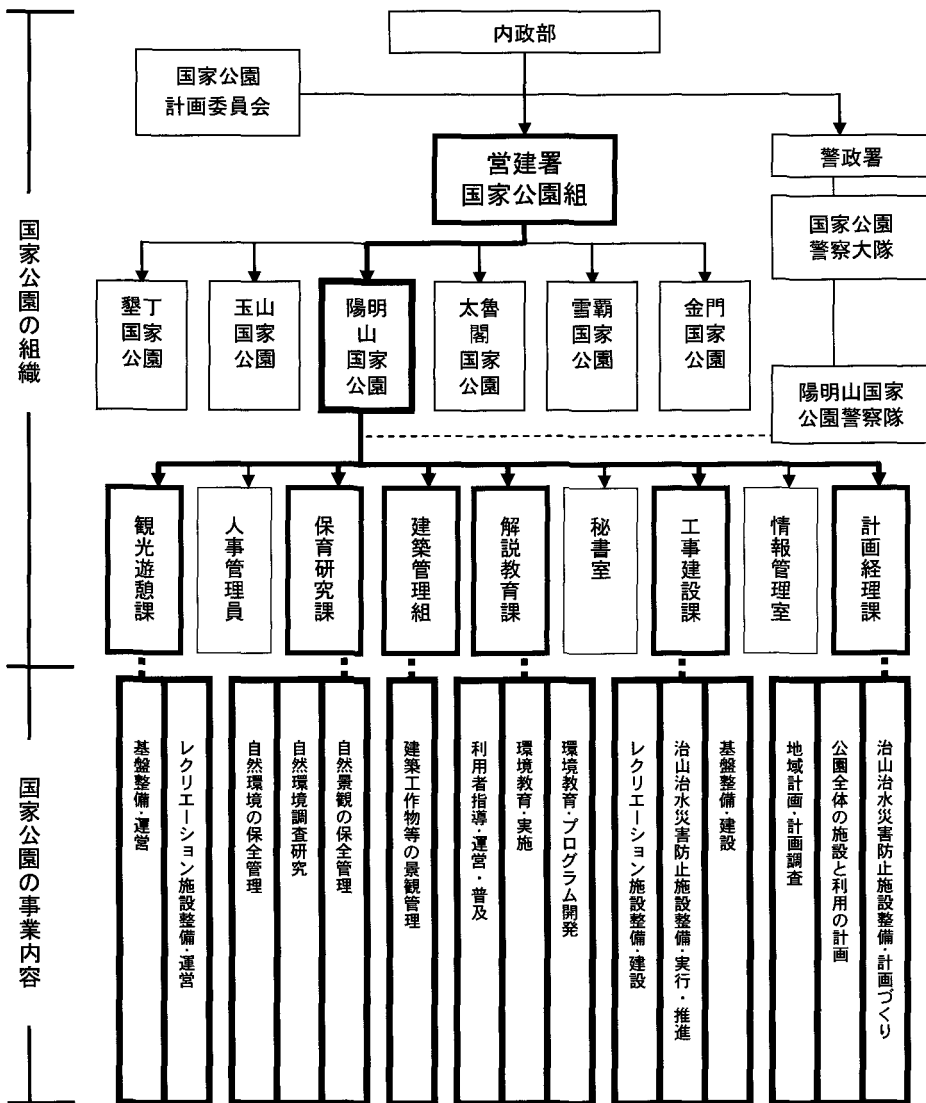 内政部
国家公園
計画委員会
営建署
国家公園組
警政署
国家公園
警察大隊
墾丁
国家
公園
玉山
国家
公園
陽明
山
国家
公園
太魯
閣
国家
公園
雪覇
国家
公園
金門
国家
公園
陽明山国家
公園警察隊
国家公園の組織
観光遊憩課
人事管理員
保育研究課
建築管理組
解説教育課
秘書室
工事建設課
情報管理室
計画経理課
国家公園の事業内容
基盤整備・運営
レクリエーション施設整備・運営
自然環境の保全管理
自然環境調査研究
自然景観の保全管理
建築工作物等の景観管理
利用者指導・運営・普及
環境教育・実施
環境教育・プログラム開発
レクリエーション施設整備・建設
治山治水災害防止施設整備・実行・推進
基盤整備・建設
地域計画・計画調査
公園全体の施設と利用の計画
治山治水災害防止施設整備・計画づくり